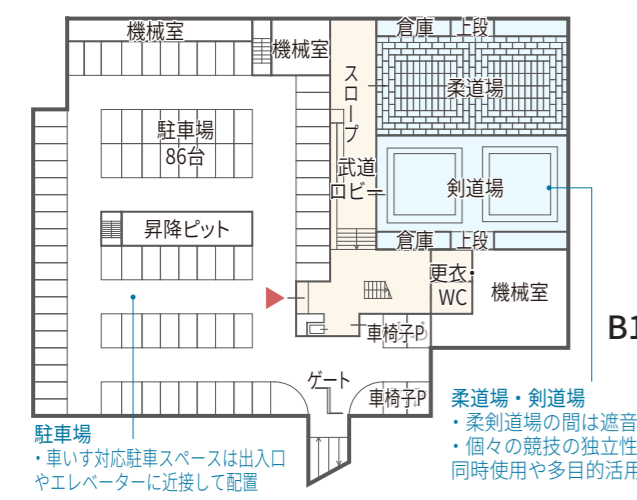 機械室
機械室
倉庫
上段
スロープ
柔道場
駐車場
86台
武道
ロビー
剣道場
昇降ピット
倉庫
上段
更衣・
WC
機械室
B1
車椅子P
ゲート
車椅子P
駐車場
・車いす対応駐車スペースは出入口
やエレベーターに近接して配置
柔道場・剣道場
・柔剣道場の間は遮音
・個々の競技の独立性
同時使用や多目的活用